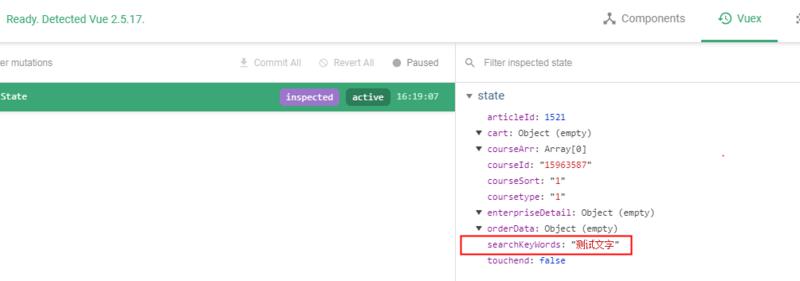 Ready. Detected Vue 2.5.17.
Components
Vuex
er mutations
Commit All
Revert All
Paused
Filter inspected state
State
inspected
active
16:19:07
state
articleId: 1521
cart: Object (empty)
courseArr: Array[0]
courseId: "15963587"
courseSort: "1"
coursetype: "1"
enterpriseDetail: Object (empty)
orderData: Object (empty)
searchKeyWords: "测试文字"
touchend: false